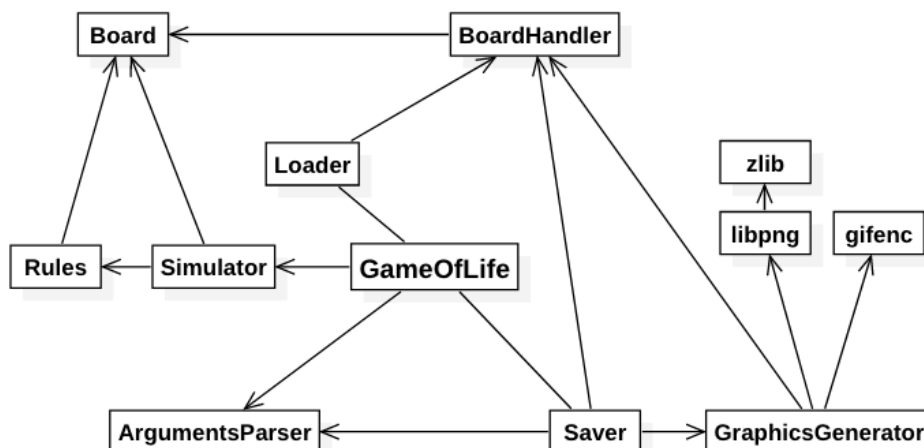 Board
BoardHandler
Loader
zlib
libpng
gifenc
Rules
Simulator
GameOfLife
ArgumentsParser
Saver
GraphicsGenerator